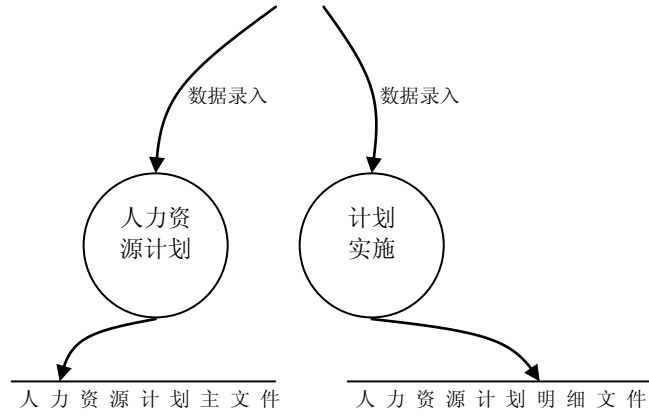 数据录入
数据录入
人力资
源计划
计划
实施
人力资源计划主文件
人力资源计划明细文件